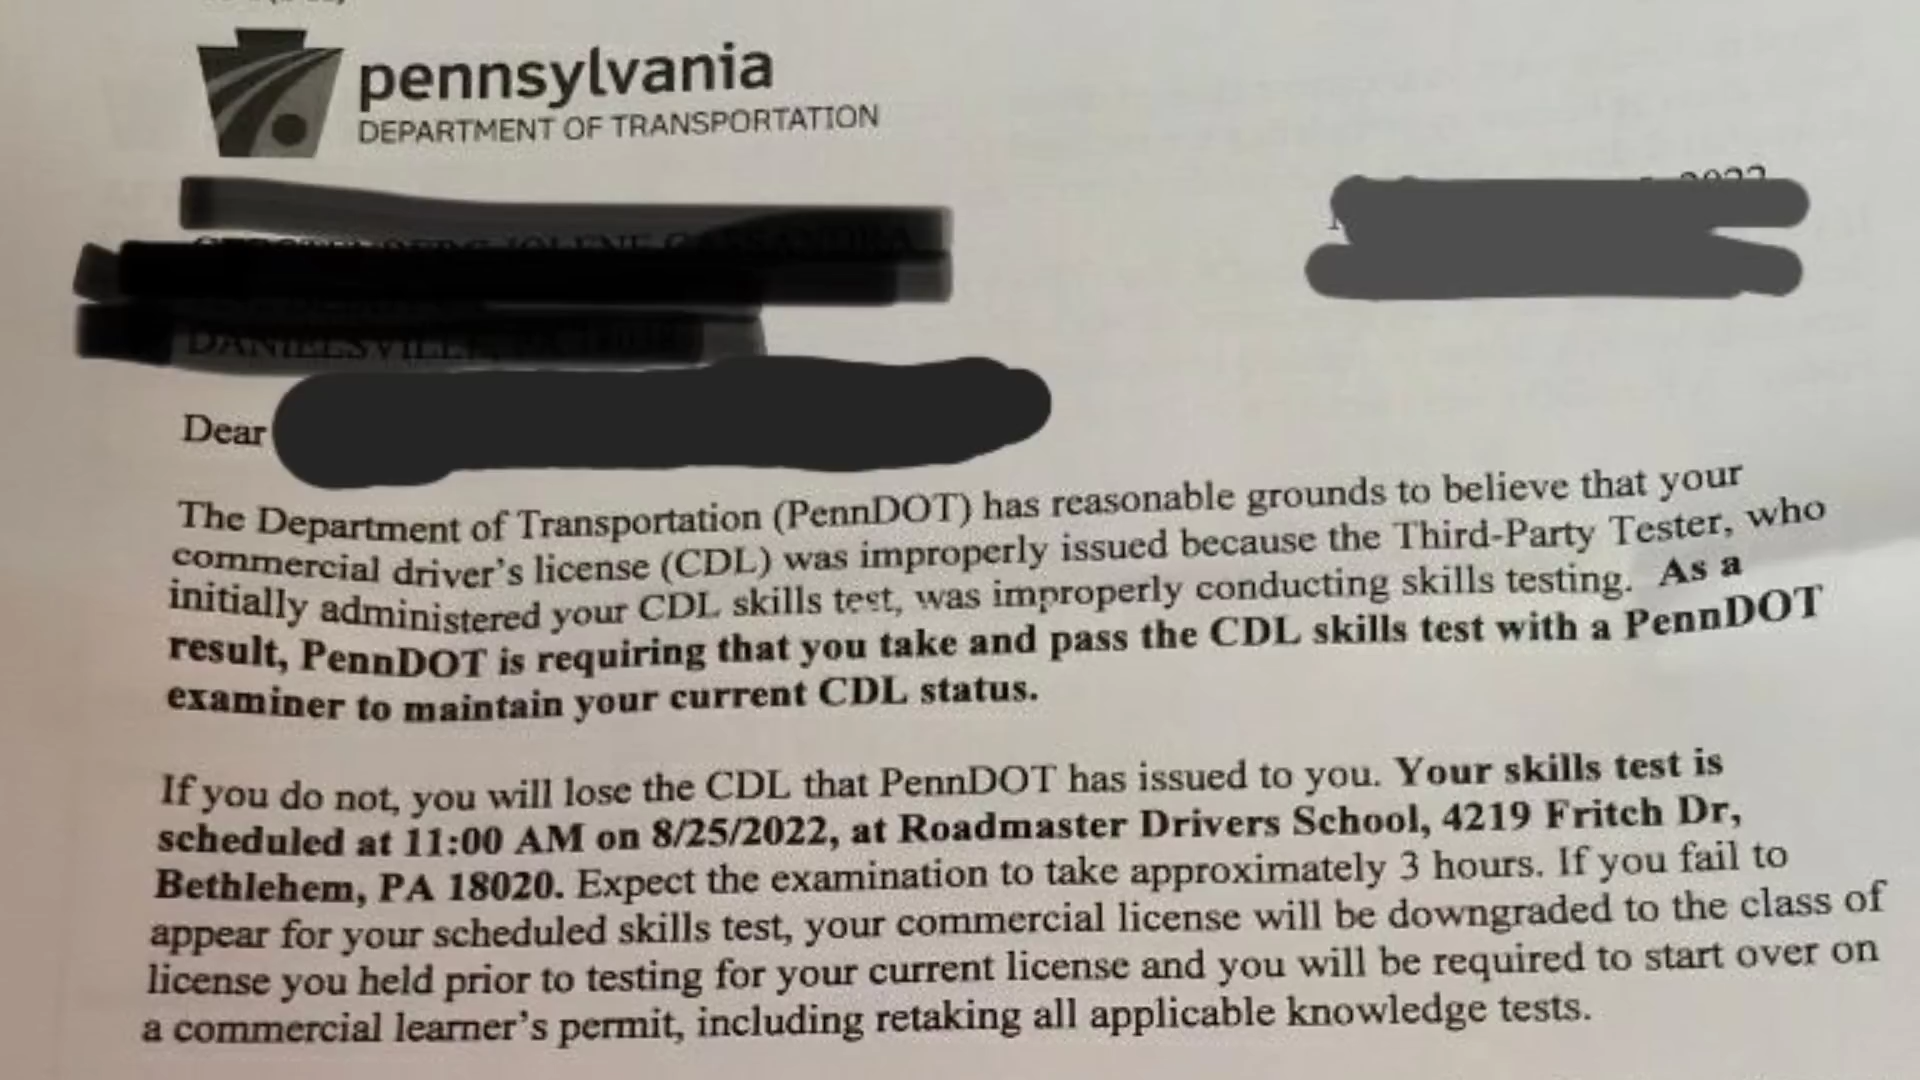 pennsylvania
DEPARTMENT OF TRANSPORTATION
2022
Dear
The Department of Transportation (PennDOT) has reasonable grounds to believe that your
commercial driver's license (CDL) was improperly issued because the Third-Party Tester, who
initially administered your CDL skills test, was improperly conducting skills testing. As a
result, PennDOT is requiring that you take and pass the CDL skills test with a PennDOT
examiner to maintain your current CDL status.
If you do not, you will lose the CDL that PennDOT has issued to you. Your skills test is
scheduled at 11:00 AM on 8/25/2022, at Roadmaster Drivers School, 4219 Fritch Dr,
Bethlehem, PA 18020. Expect the examination to take approximately 3 hours. If you fail to
appear for your scheduled skills test, your commercial license will be downgraded to the class of
license you held prior to testing for your current license and you will be required to start over on
a commercial learner's permit, including retaking all applicable knowledge tests.